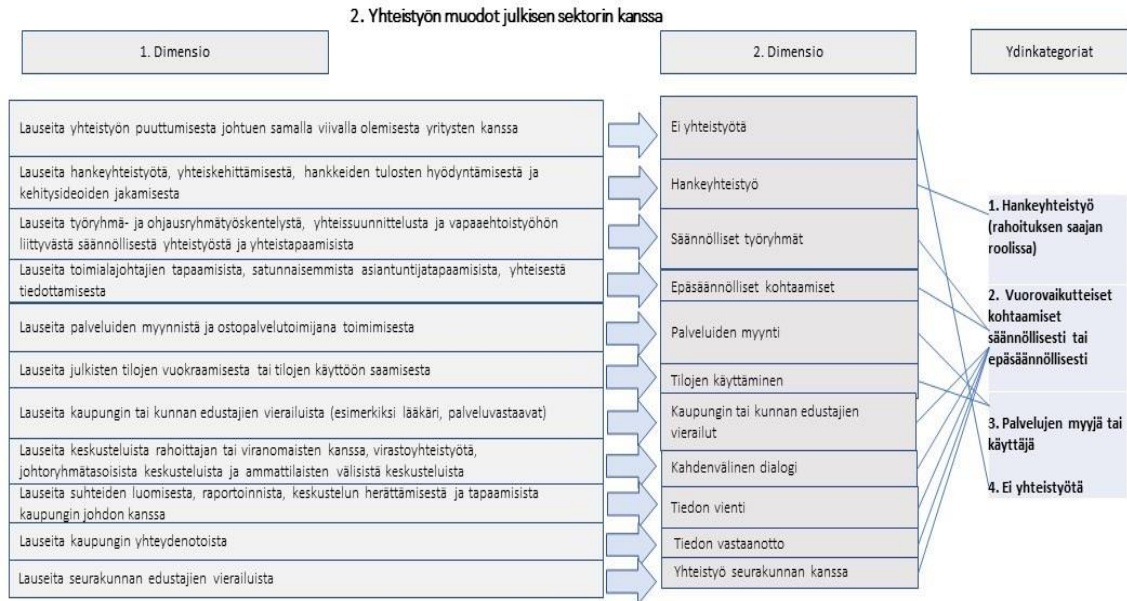 2. Yhteistyön muodot julkisen sektorin kanssa
1. Dimensio
2. Dimensio
Ydinkategoriat
Lauseita yhteistyön puuttumisesta johtuen samalla viivalla olemisesta yritysten kanssa
Ei yhteistyötä
Lauseita hankeyhteistyötä, yhteiskehittämisestä, hankkeiden tulosten hyödyntämisestä ja
kehitysideoiden jakamisesta
Hankeyhteistyö
Lauseita työryhmä- ja ohjausryhmätyöskentelystä, yhteissuunnittelusta ja vapaaehtoistyöhön
liittyvästä säännöllisestä yhteistyöstä ja yhteistapaamisista
Säännölliset työryhmät
Lauseita toimialajohtajien tapaamisista, satunnaisemmista asiantuntijatapaamisista, yhteisestä
tiedottamisesta
Epäsäännölliset kohtaamiset
Lauseita palveluiden myynnistä ja ostopalvelutoimijana toimimisesta
Palveluiden myynti
Lauseita julkisten tilojen vuokraamisesta tai tilojen käyttöön saamisesta
Tilojen käyttäminen
Lauseita kaupungin tai kunnan edustajien vierailuista (esimerkiksi lääkäri, palveluvastaavat)
Kaupungin tai kunnan edustajien
vierailut
Lauseita keskusteluista rahoittajan tai viranomaisten kanssa, virastoyhteistyötä,
johtoryhmätasoisista keskusteluista ja ammattilaisten välisistä keskusteluista
Kahdenvälinen dialogi
Lauseita suhteiden luomisesta, raportoinnista, keskustelun herättämisestä ja tapaamisista
kaupungin johdon kanssa
Tiedon vienti
Lauseita kaupungin yhteydenotoista
Tiedon vastaanotto
Lauseita seurakunnan edustajien vierailuista
Yhteistyö seurakunnan kanssa
1. Hankeyhteistyö
(rahoituksen saajan
roolissa)
2. Vuorovaikutteiset
kohtaamiset
säännöllisesti tai
epäsäännöllisesti
3. Palvelujen myyjä tai
käyttäjä
4. Ei yhteistyötä